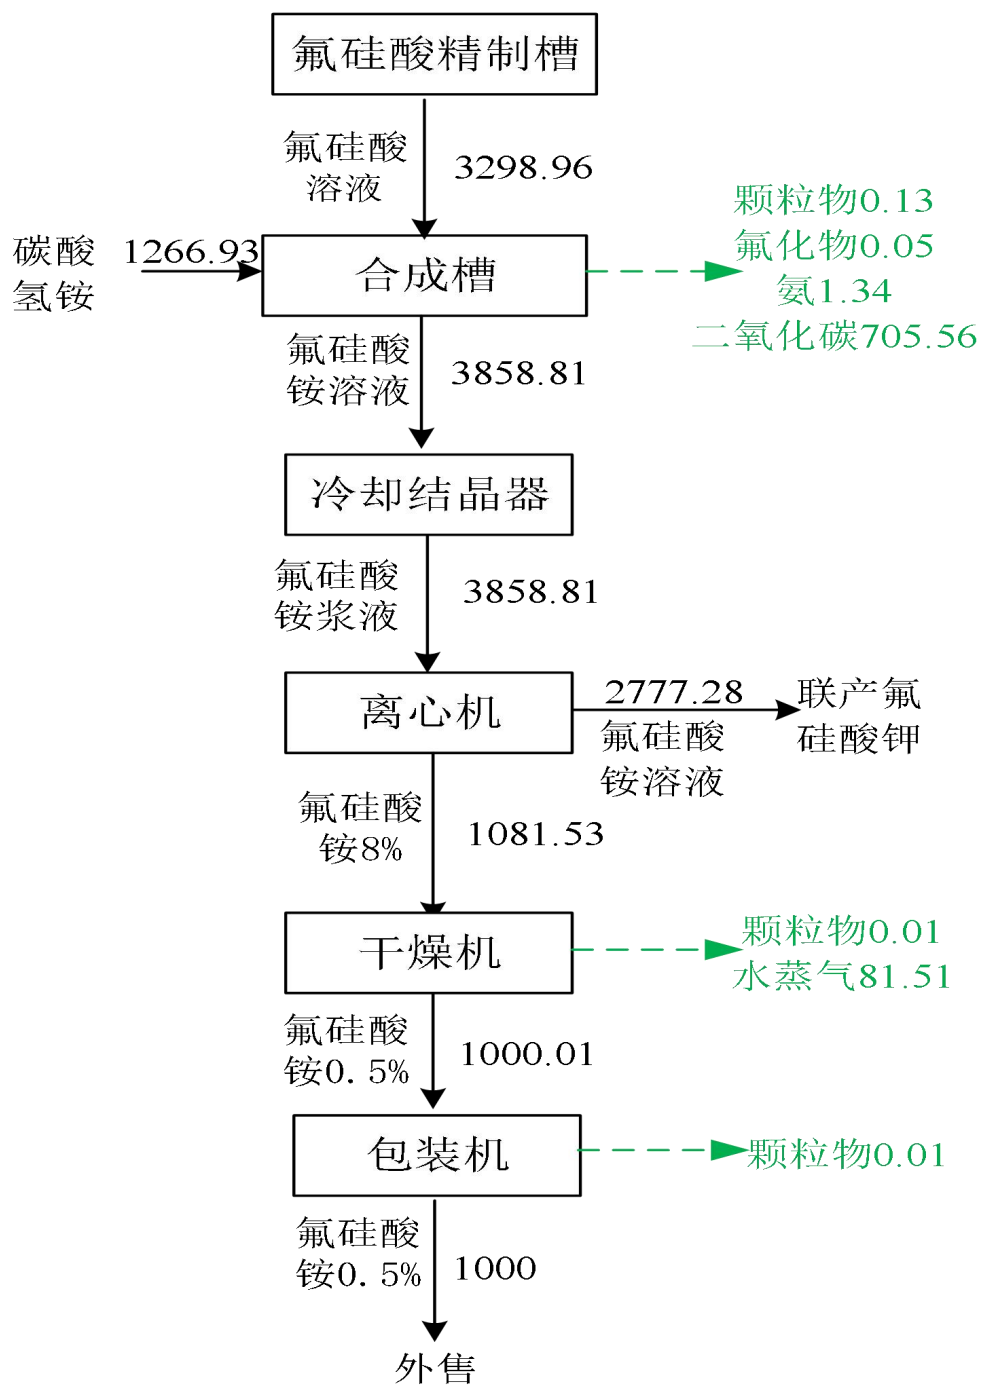 氟硅酸精制槽
氟硅酸
溶液
3298.96
碳酸
氢铵
1266.93
合成槽
颗粒物0.13
氟化物0.05
氨1.34
二氧化碳705.56
氟硅酸
铵溶液
3858.81
冷却结晶器
氟硅酸
铵浆液
3858.81
离心机
2777.28
氟硅酸
铵溶液
联产氟
硅酸钾
氟硅酸
铵8%
1081.53
干燥机
颗粒物0.01
水蒸气81.51
氟硅酸
铵0.5%
1000.01
包装机
颗粒物0.01
氟硅酸
铵0.5%
1000
外售